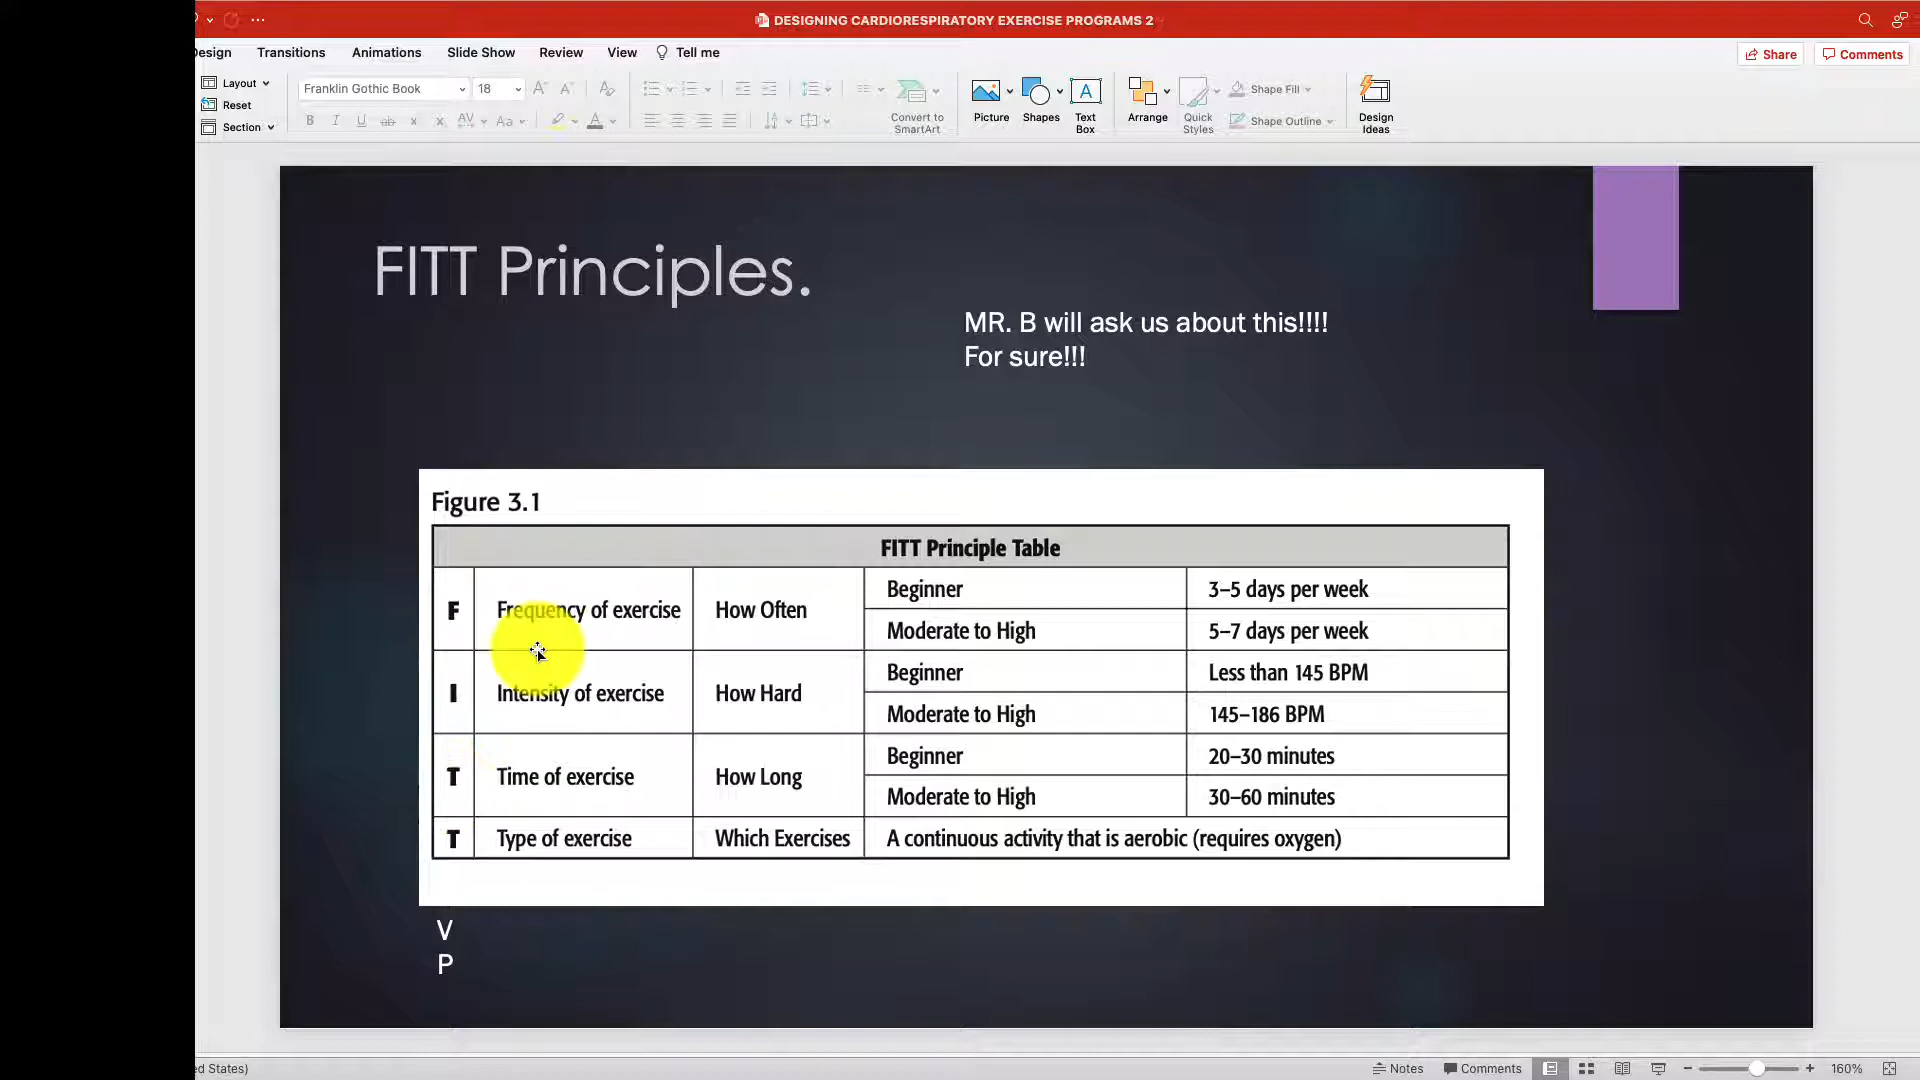 DESIGNING CARDIORESPIRATORY EXERCISE PROGRAMS 2
Design Transitions Animations Slide Show Review View Tell me Share Comments
Layout
Reset
Section
Franklin Gothic Book 18
Convert to
SmartArt
Picture
Shapes
Text
Box
Arrange
Quick
Styles
Shape Fill
Shape Outline
Design
Ideas
FITT Principles.
MR. B will ask us about this!!!!
For sure!!!
Figure 3.1
FITT Principle Table
F Frequency of exercise How Often Beginner 3–5 days per week
Moderate to High 5–7 days per week
I Intensity of exercise How Hard Beginner Less than 145 BPM
Moderate to High 145–186 BPM
T Time of exercise How Long Beginner 20–30 minutes
Moderate to High 30–60 minutes
T Type of exercise Which Exercises A continuous activity that is aerobic (requires oxygen)
V
P
ed States) Notes Comments 160%